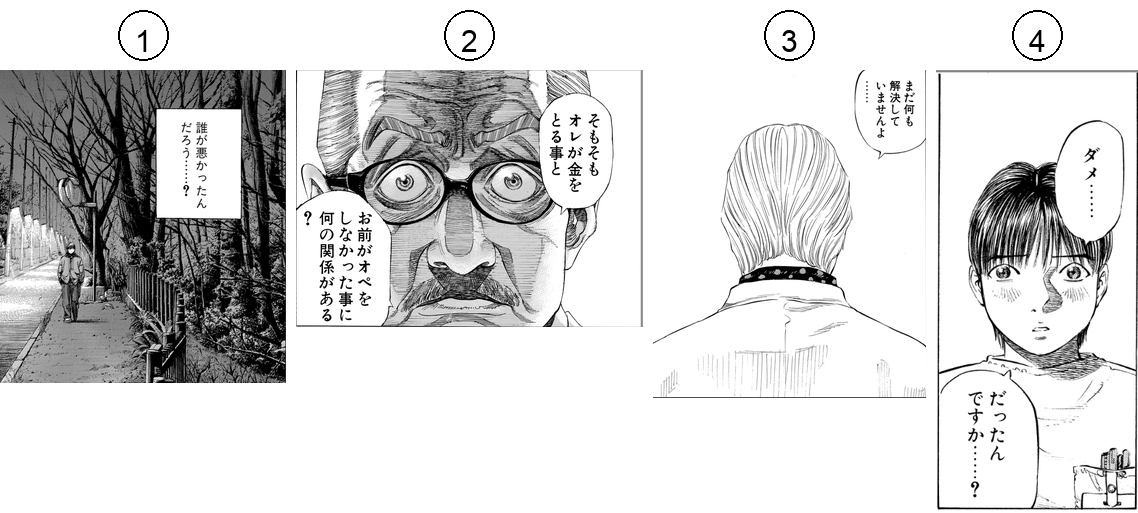 1
誰が悪かったん
だろう……?
2
そもそも
オレが金を
とる事と
お前がオペを
しなかった事に
何の関係がある
?
3
まだ何も
解決して
いませんよ
……
4
ダメ……
だったん
ですか……?